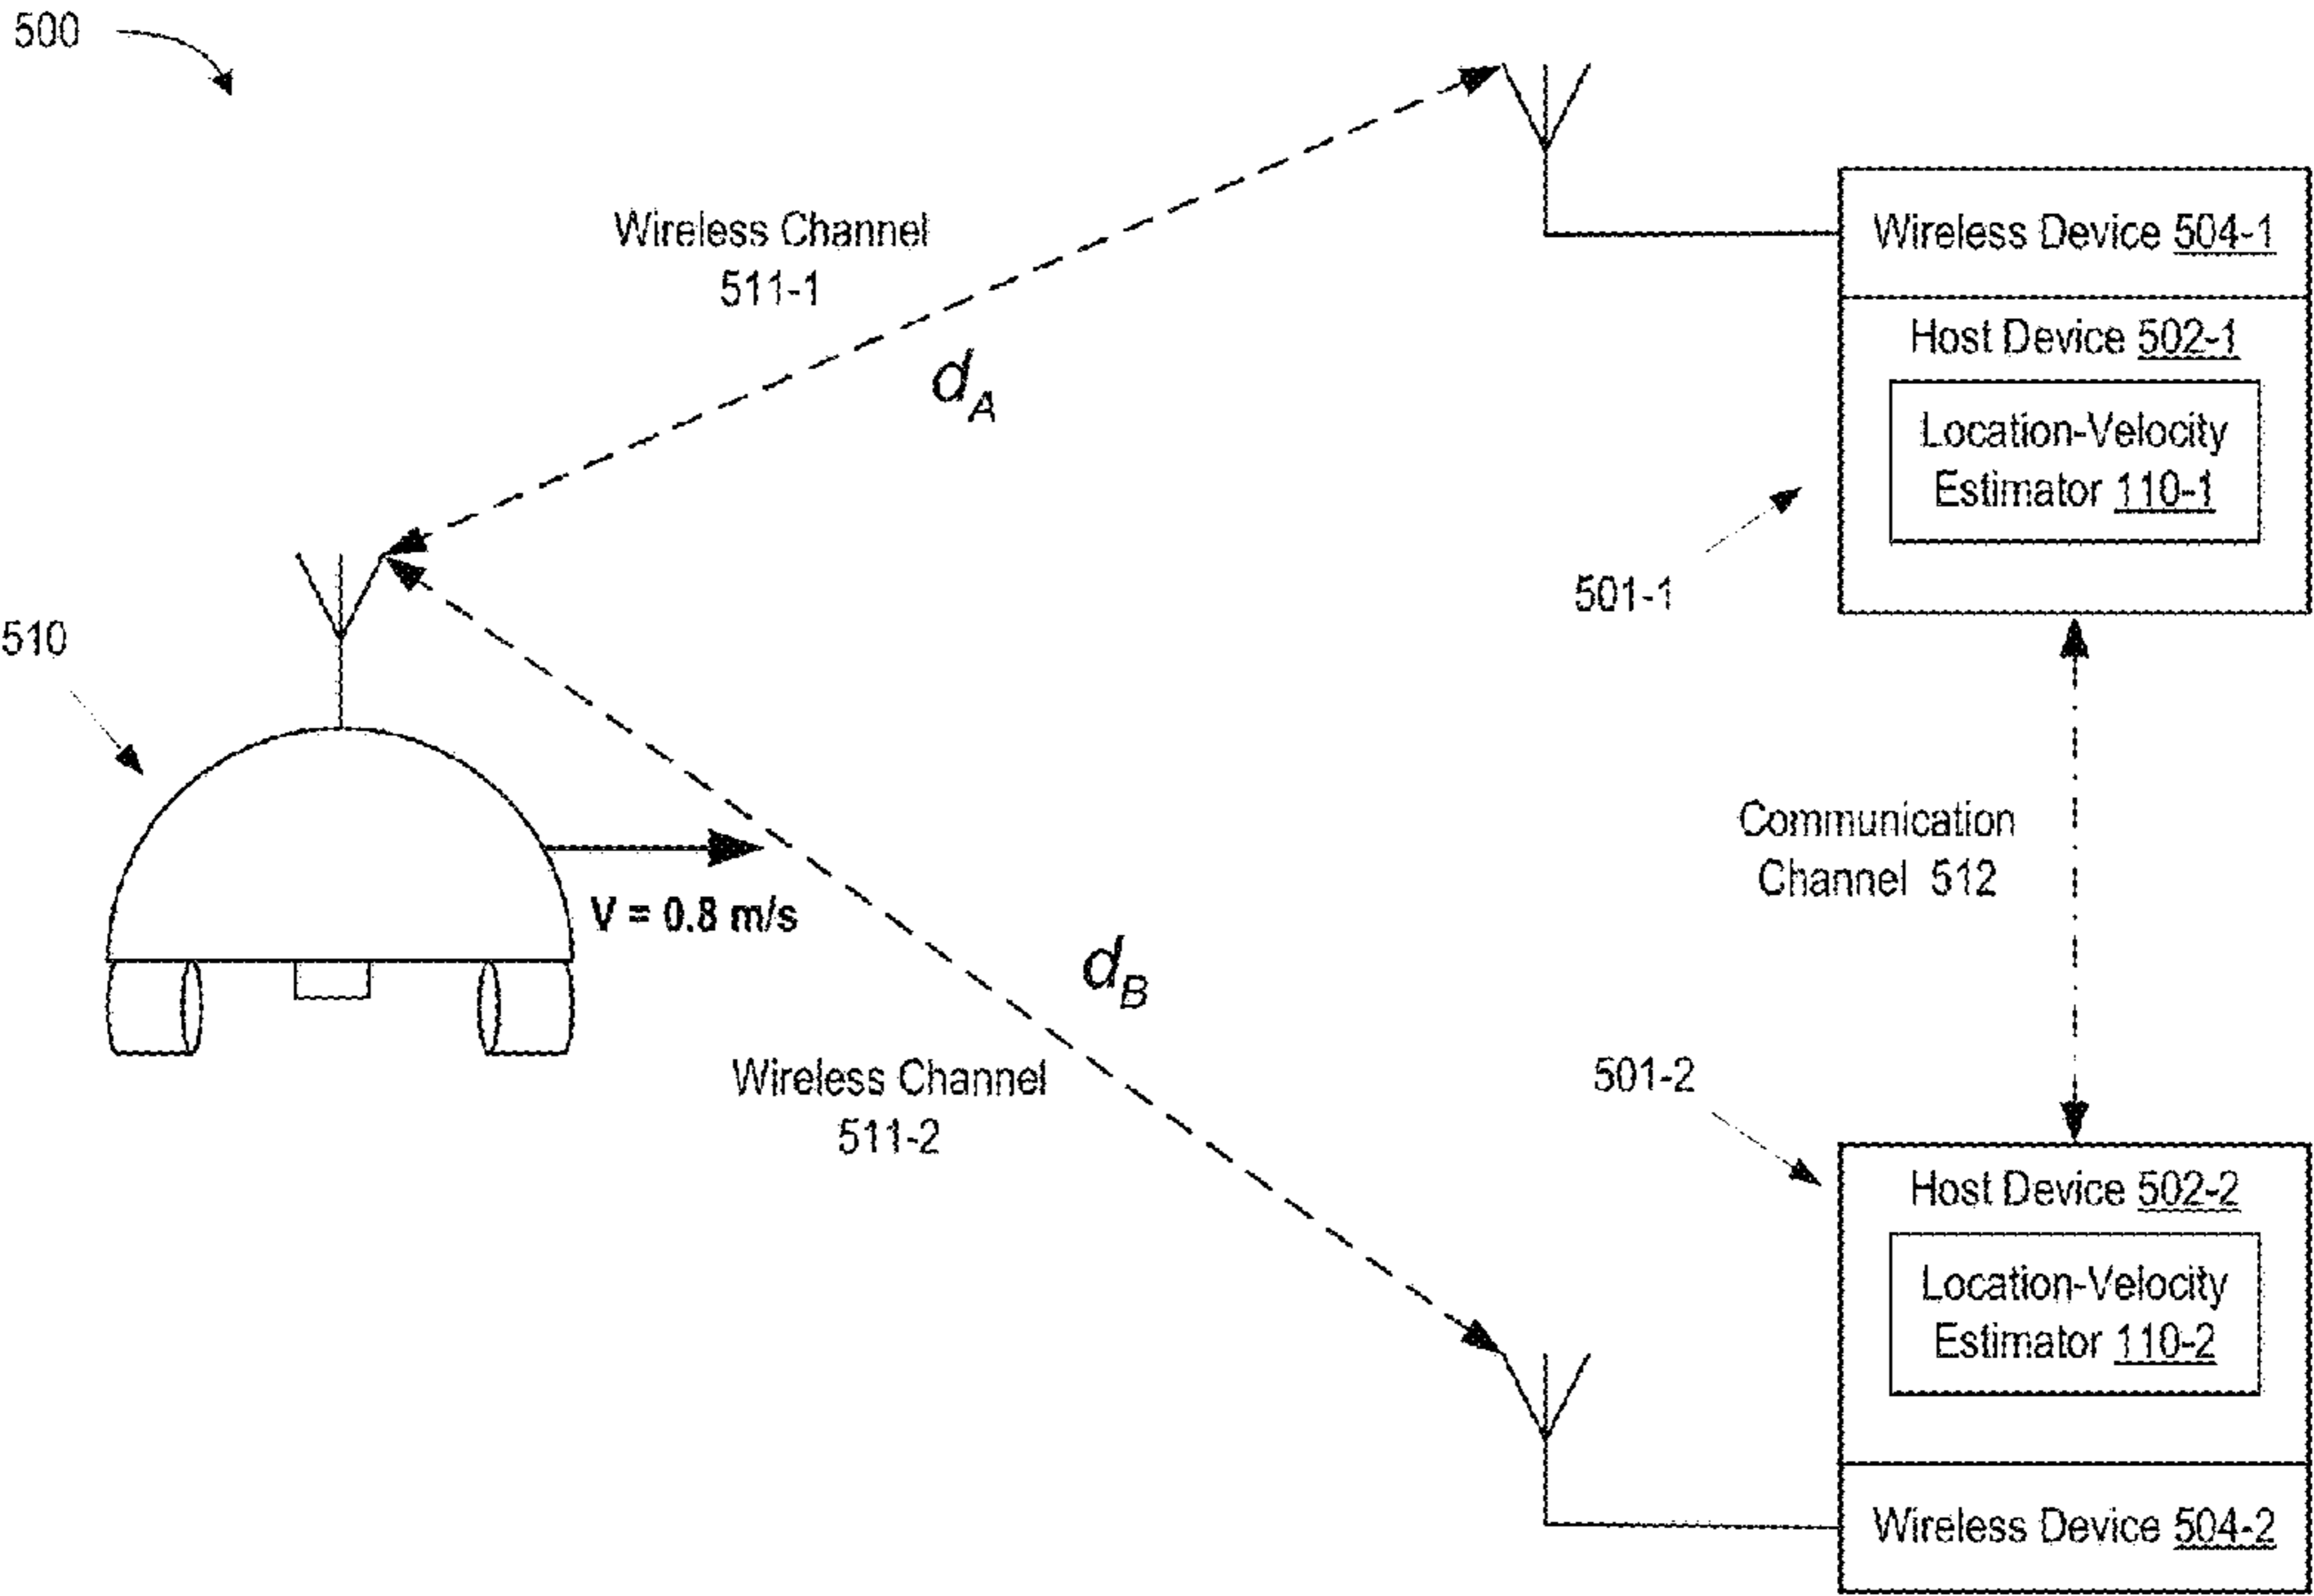 500
Wireless Channel
511-1
d_A
Wireless Device 504-1
Host Device 502-1
Location-Velocity
Estimator 110-1
501-1
510
V = 0.8 m/s
Communication
Channel 512
d_B
Wireless Channel
511-2
501-2
Host Device 502-2
Location-Velocity
Estimator 110-2
Wireless Device 504-2